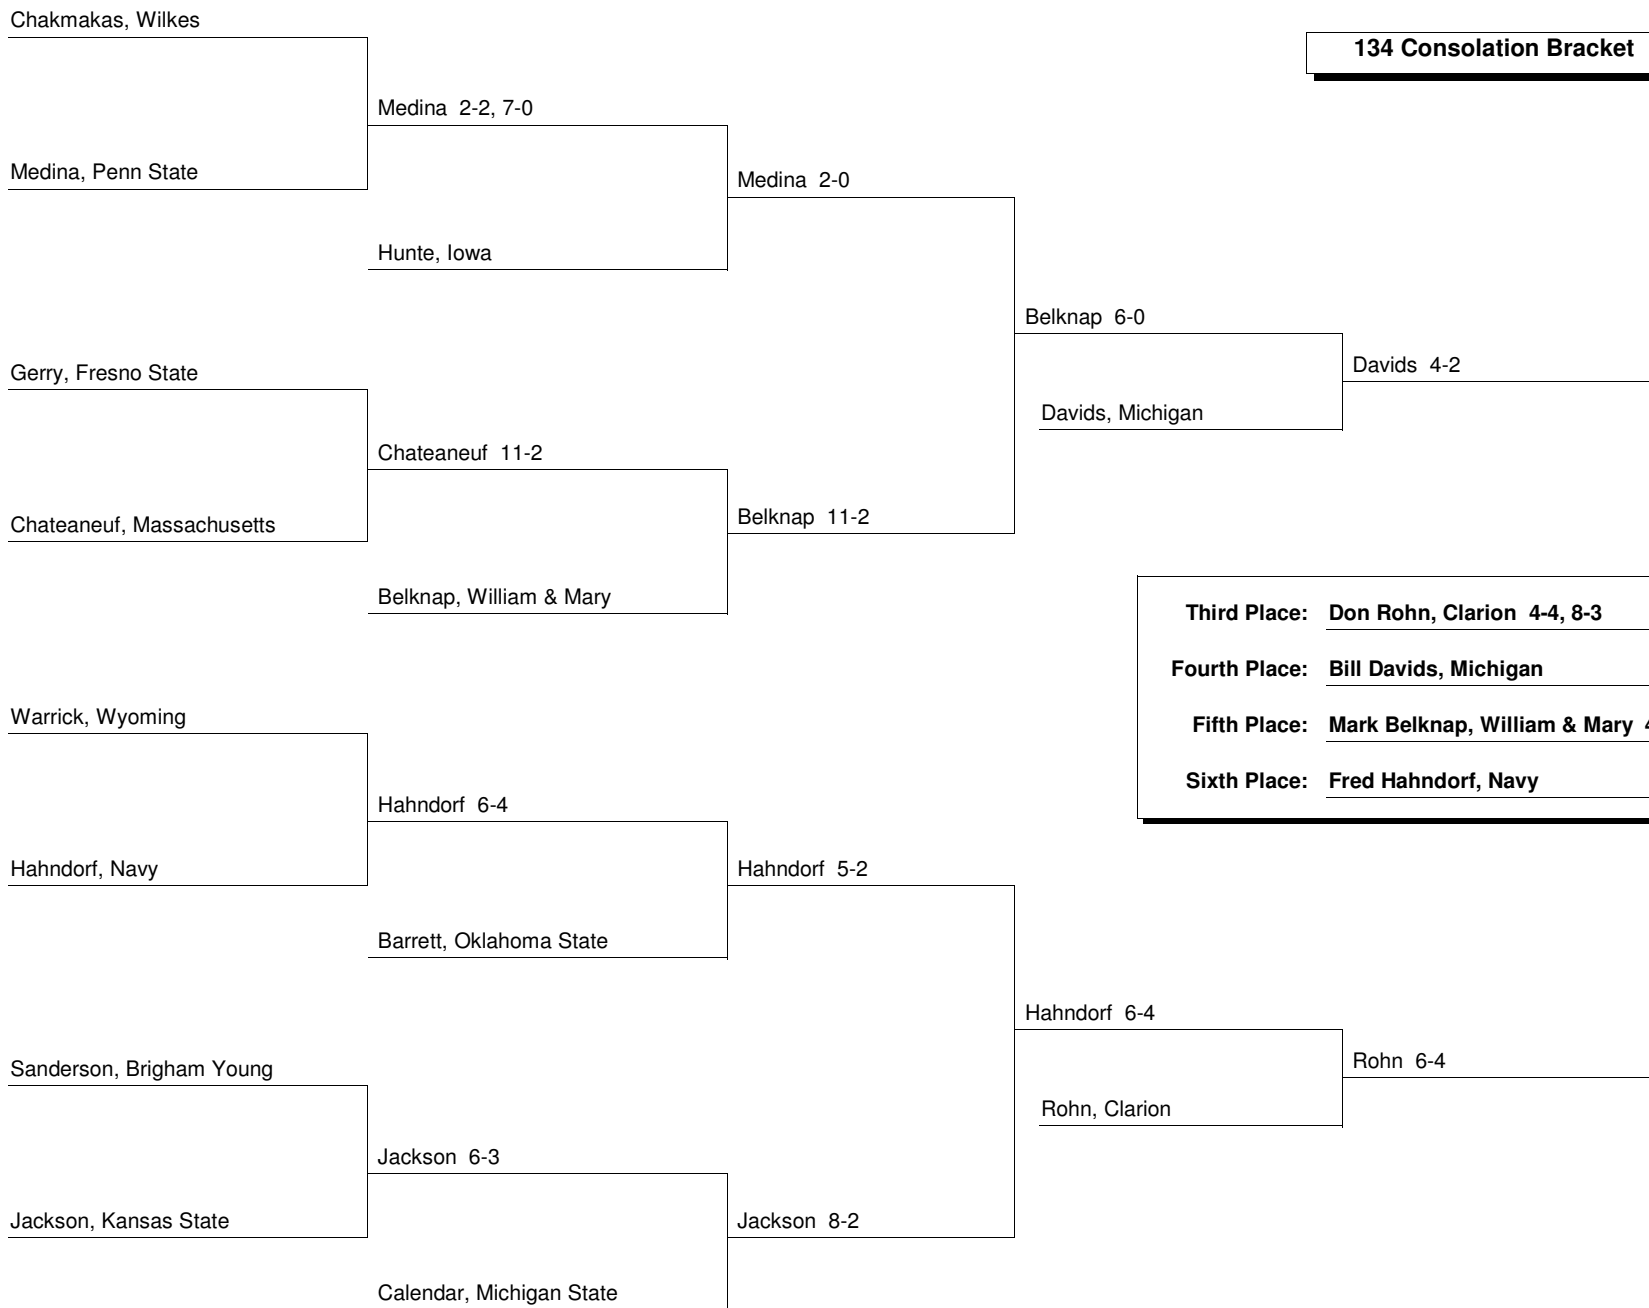 Chakmakas, Wilkes
134 Consolation Bracket
Medina 2-2, 7-0
Medina, Penn State
Medina 2-0
Hunte, Iowa
Belknap 6-0
Gerry, Fresno State
Davids 4-2
Davids, Michigan
Chateaneuf 11-2
Chateaneuf, Massachusetts
Belknap 11-2
Belknap, William & Mary
Third Place: Don Rohn, Clarion 4-4, 8-3
Fourth Place: Bill Davids, Michigan
Warrick, Wyoming
Fifth Place: Mark Belknap, William & Mary
Sixth Place: Fred Hahndorf, Navy
Hahndorf 6-4
Hahndorf, Navy
Hahndorf 5-2
Barrett, Oklahoma State
Hahndorf 6-4
Sanderson, Brigham Young
Rohn 6-4
Rohn, Clarion
Jackson 6-3
Jackson, Kansas State
Jackson 8-2
Calendar, Michigan State